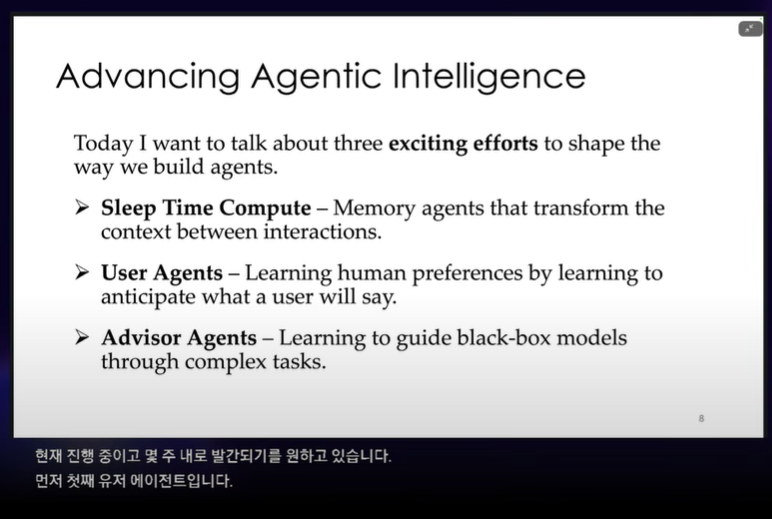 Advancing Agentic Intelligence
Today I want to talk about three exciting efforts to shape the
way we build agents.
➤ Sleep Time Compute – Memory agents that transform the
context between interactions.
➤ User Agents – Learning human preferences by learning to
anticipate what a user will say.
➤ Advisor Agents – Learning to guide black-box models
through complex tasks.
8
현재 진행 중이고 몇 주 내로 발간되기를 원하고 있습니다.
먼저 첫째 유저 에이전트입니다.